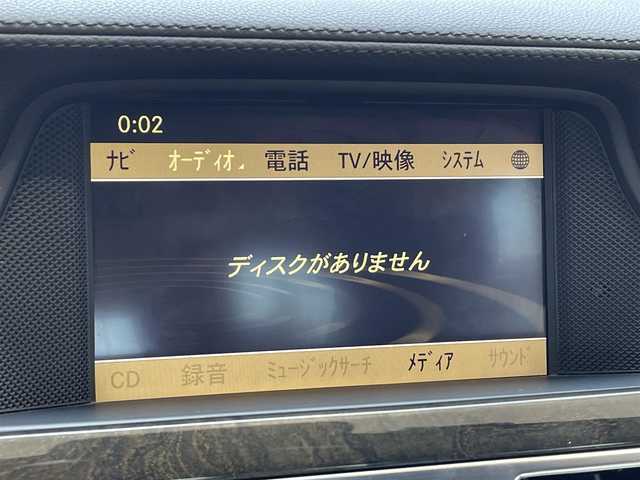 0:02
ナビ オーディオ 電話 TV/映像 システム
ディスクがありません
CD 録音 ミュージックサーチ メディア サウンド